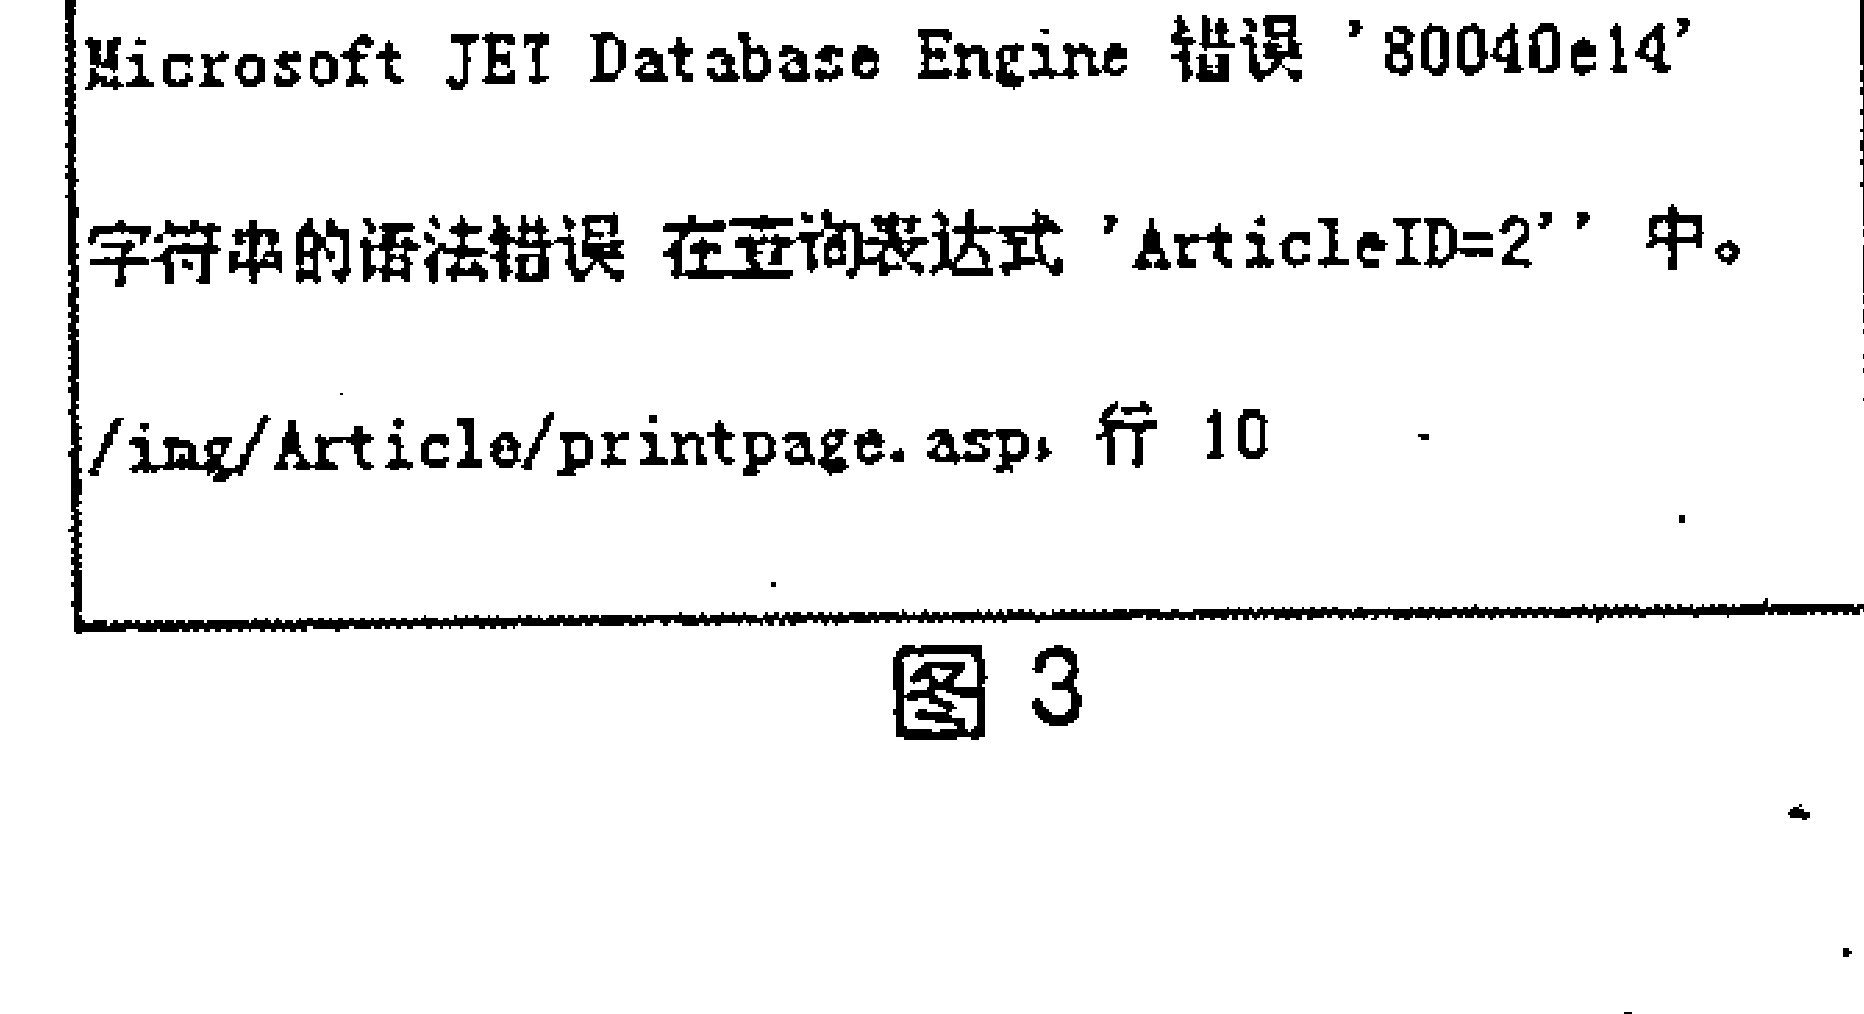 Microsoft JET Database Engine 错误 '80040e14'
字符串的语法错误 在查询表达式 'ArticleID=2'' 中。
/img/Article/printpage.asp, 行 10
图 3